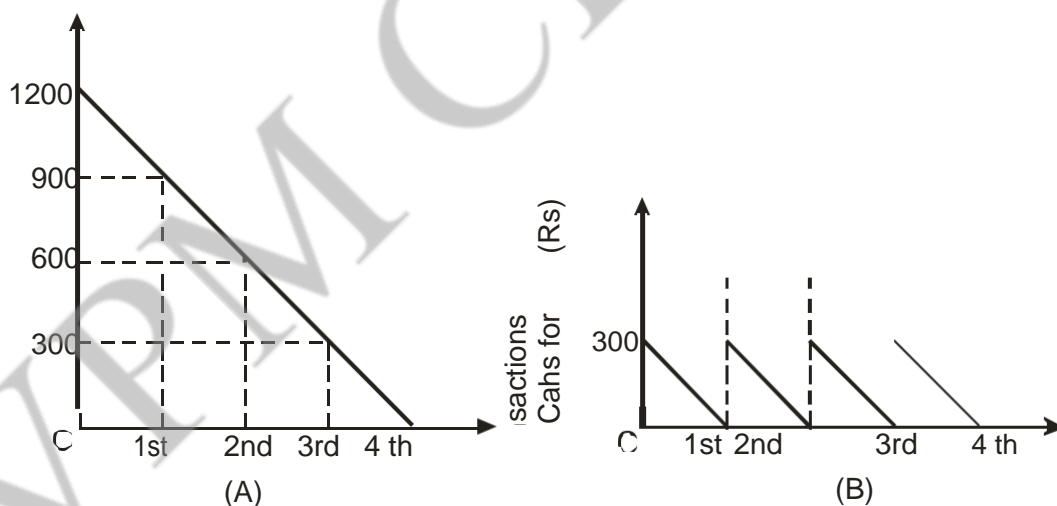 1200
900
600
300
O
1st 2nd 3rd 4 th
(A)
(Rs)
sactions
Cahs for
300
O
1st 2nd 3rd 4 th
(B)